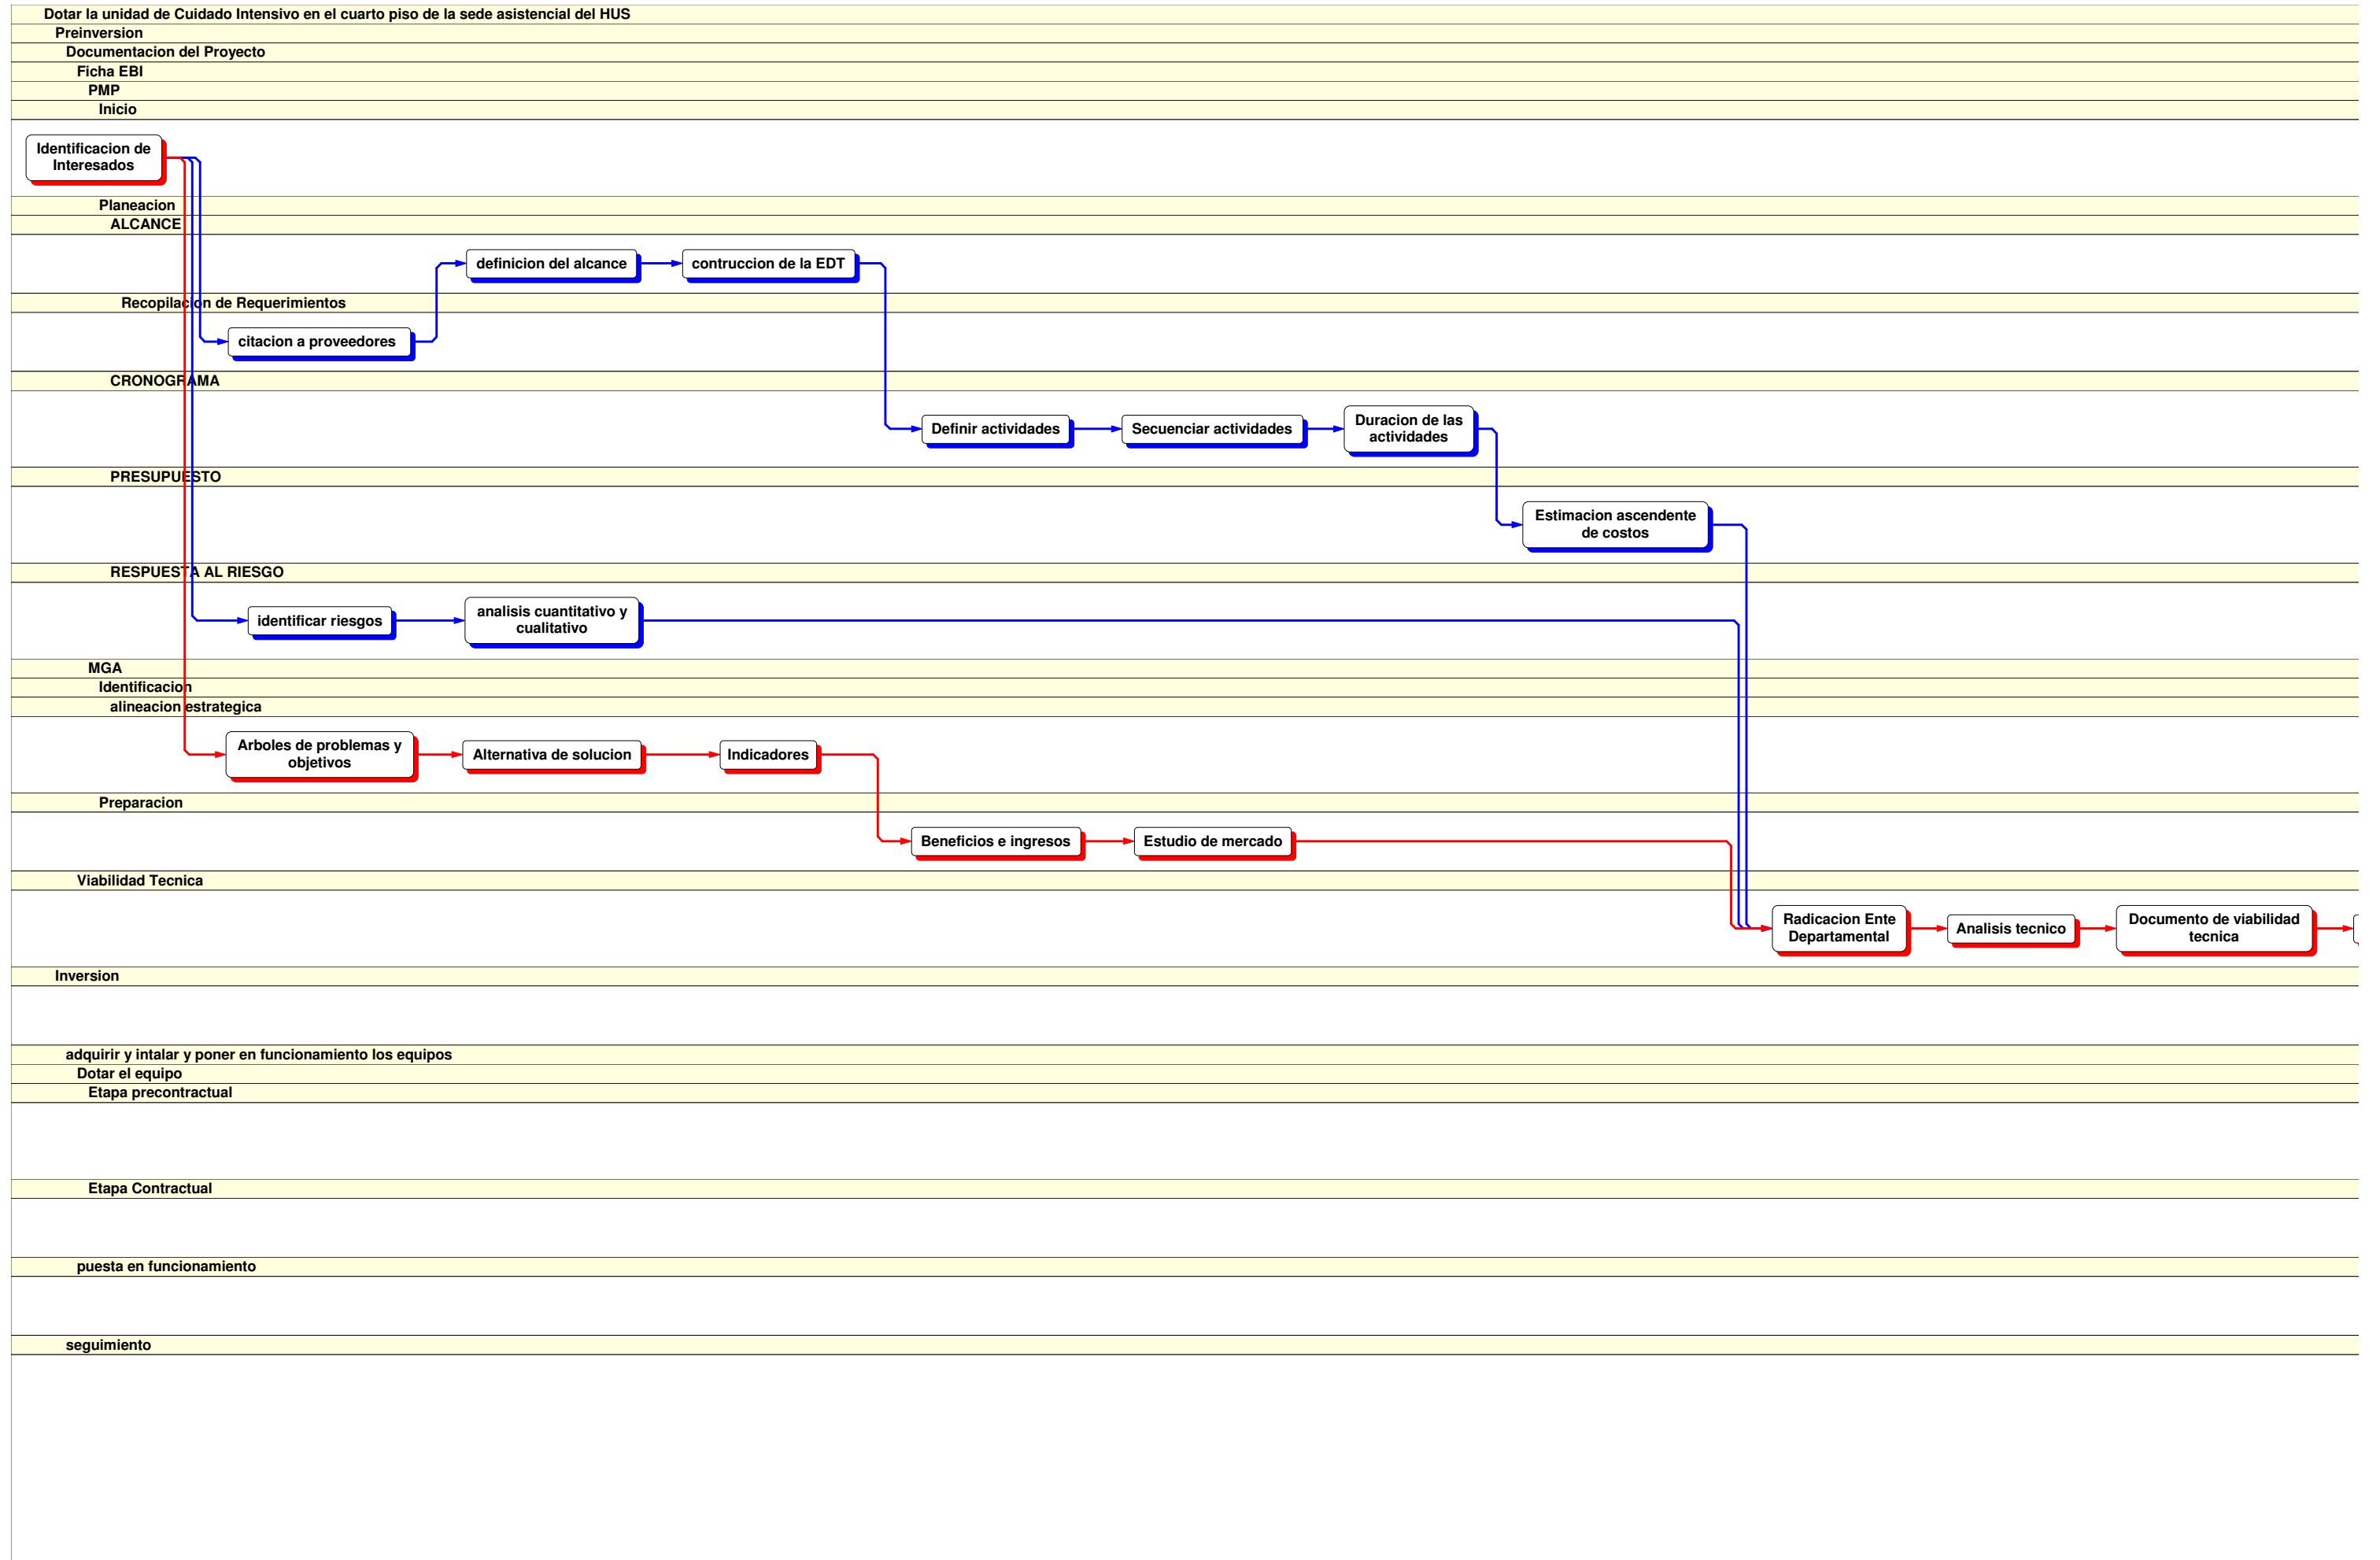 Dotar la unidad de Cuidado Intensivo en el cuarto piso de la sede asistencial del HUS
Preinversion
Documentacion del Proyecto
Ficha EBI
PMP
Inicio
Identificacion de
Interesados
Planeacion
ALCANCE
definicion del alcance
contruccion de la EDT
Recopilacion de Requerimientos
citacion a proveedores
CRONOGRAMA
Definir actividades
Secuenciar actividades
Duracion de las
actividades
PRESUPUESTO
Estimacion ascendente
de costos
RESPUESTA AL RIESGO
identificar riesgos
analisis cuantitativo y
cualitativo
MGA
Identificacion
alineacion estrategica
Arboles de problemas y
objetivos
Alternativa de solucion
Indicadores
Preparacion
Beneficios e ingresos
Estudio de mercado
Viabilidad Tecnica
Radicacion Ente
Departamental
Analisis tecnico
Documento de viabilidad
tecnica
Inversion
adquirir y intalar y poner en funcionamiento los equipos
Dotar el equipo
Etapa precontractual
Etapa Contractual
puesta en funcionamiento
seguimiento